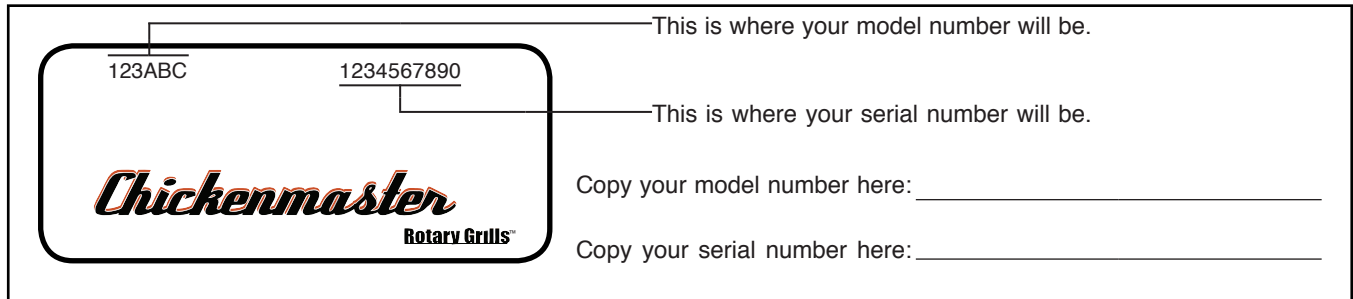 This is where your model number will be.
123ABC 1234567890
This is where your serial number will be.
Chickenmaster
Rotary Grills™
Copy your model number here:
Copy your serial number here: